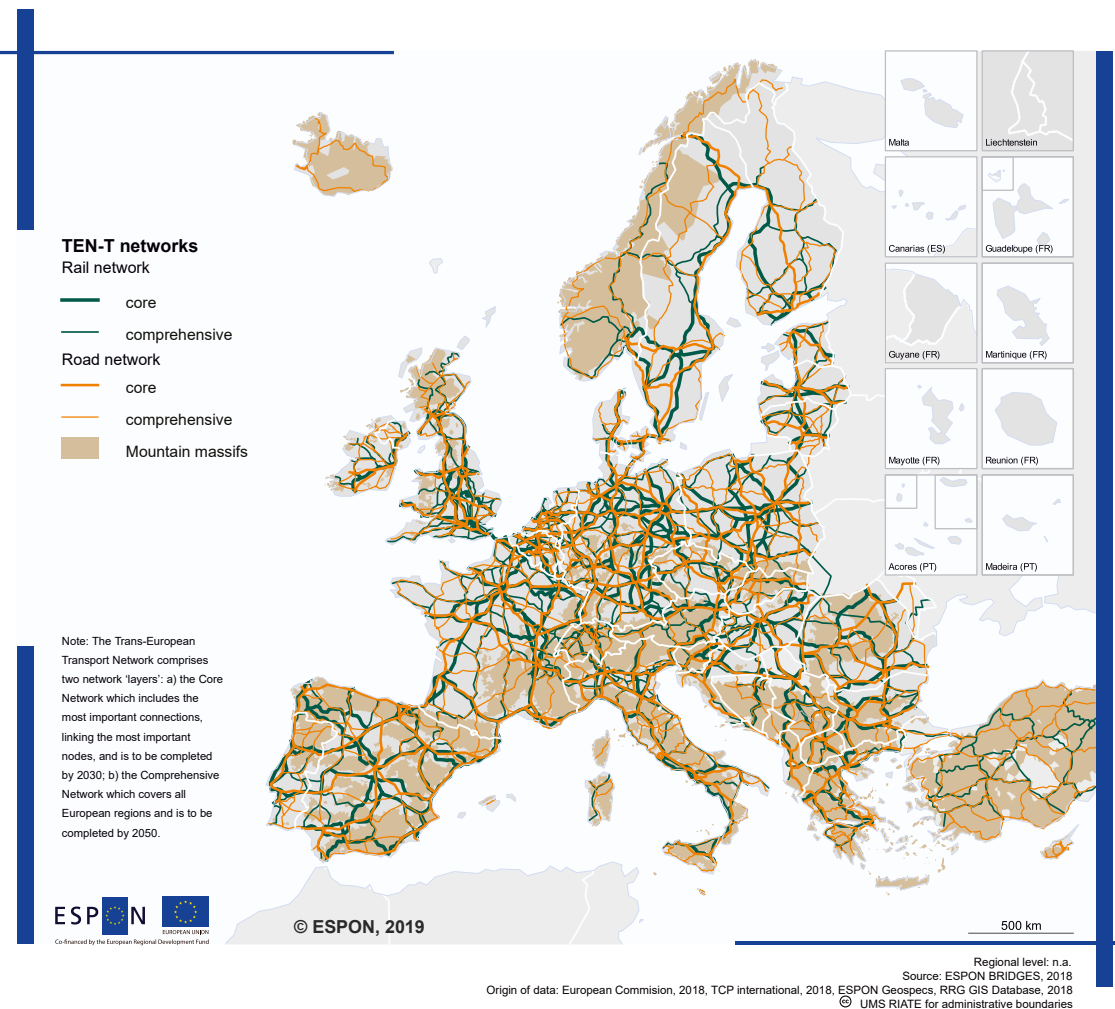 TEN-T networks
Rail network
core
comprehensive
Road network
core
comprehensive
Mountain massifs
Note: The Trans-European
Transport Network comprises
two network ‘layers’: a) the Core
Network which includes the
most important connections,
linking the most important
nodes, and is to be completed
by 2030; b) the Comprehensive
Network which covers all
European regions and is to be
completed by 2050.
Malta
Liechtenstein
Canarias (ES)
Guadeloupe (FR)
Guyane (FR)
Martinique (FR)
Mayotte (FR)
Reunion (FR)
Acores (PT)
Madeira (PT)
ESPON
EUROPEAN UNION
Co-financed by the European Regional Development Fund
© ESPON, 2019
500 km
Regional level: n.a.
Source: ESPON BRIDGES, 2018
Origin of data: European Commision, 2018, TCP international, 2018, ESPON Geospecs, RRG GIS Database, 2018
cc UMS RIATE for administrative boundaries